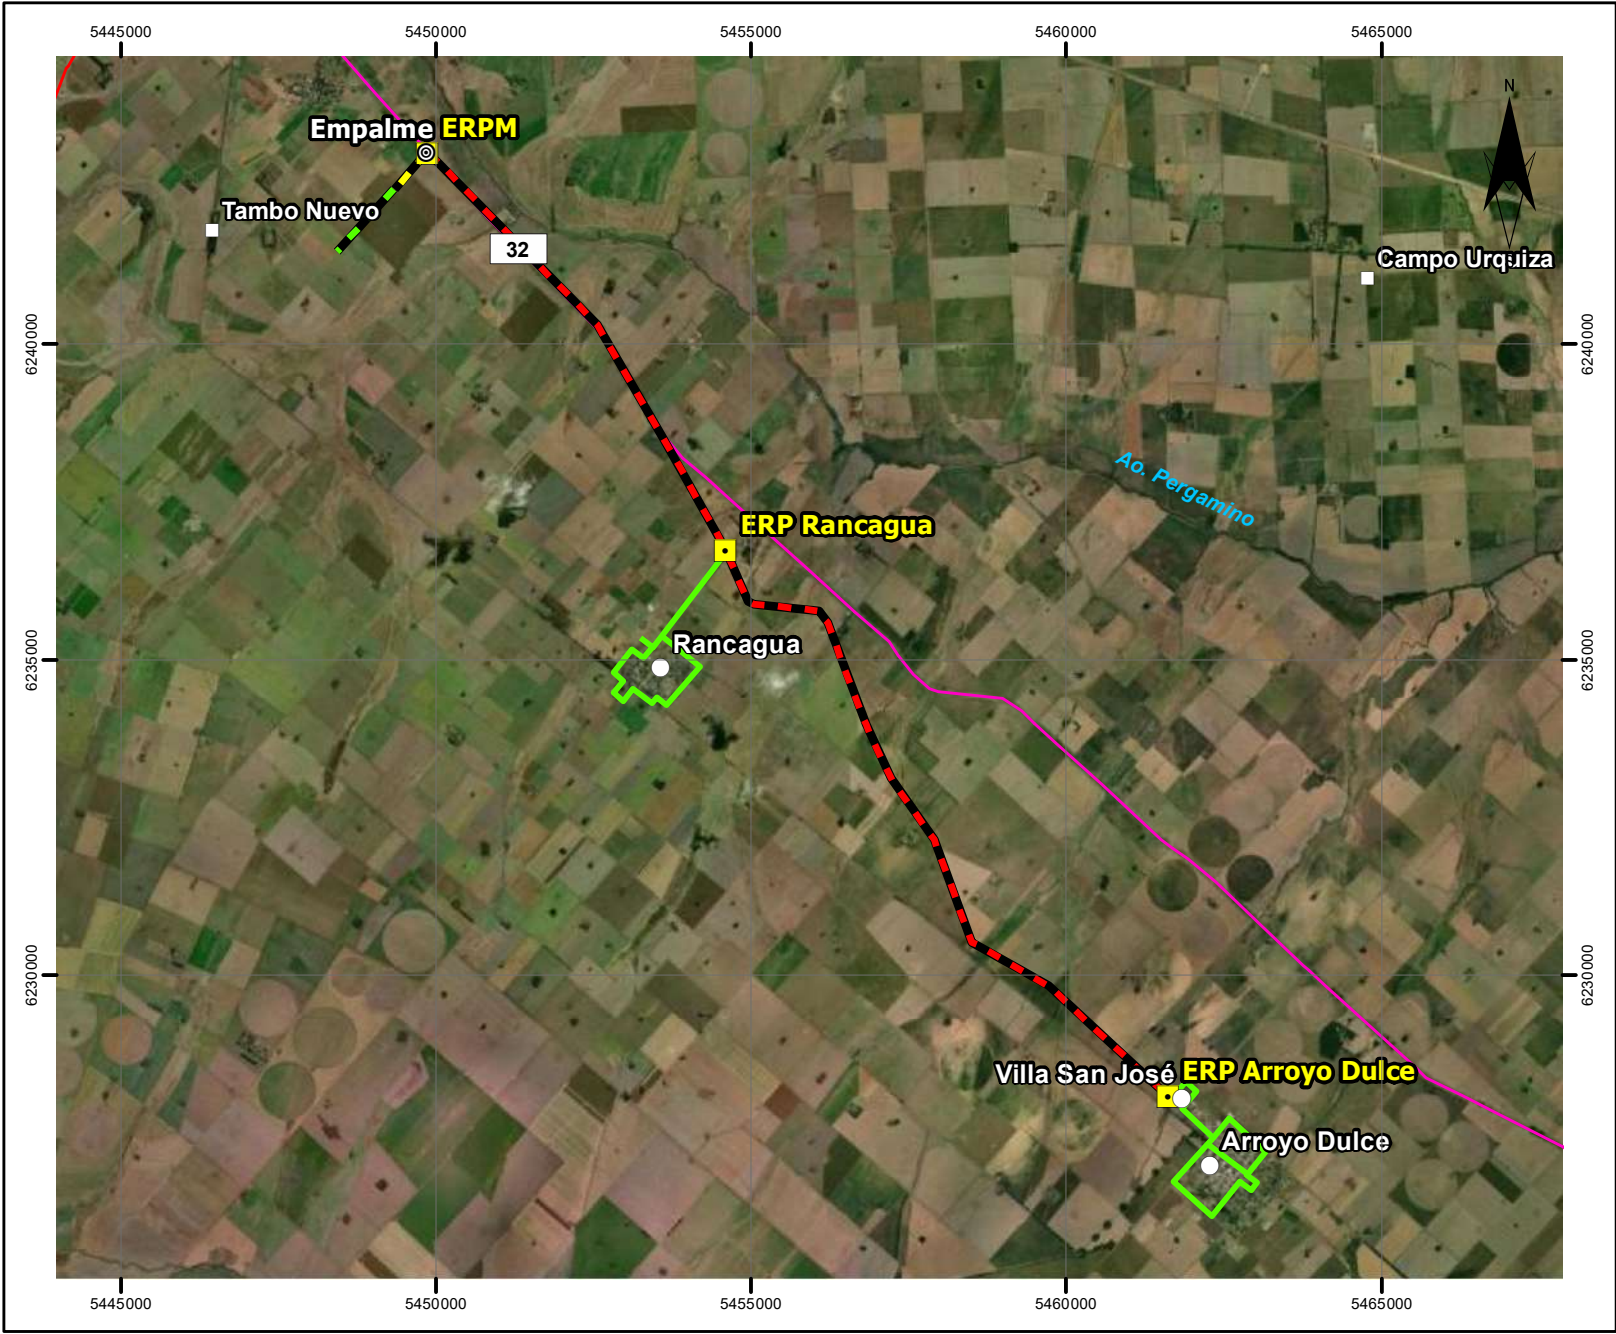 5445000 5450000 5455000 5460000 5465000
N
Empalme ERPM
Tambo Nuevo
32
Campo Urquiza
6240000 6240000
Ao. Pergamino
ERP Rancagua
Rancagua
6235000 6235000
6230000 6230000
Villa San José ERP Arroyo Dulce
Arroyo Dulce
5445000 5450000 5455000 5460000 5465000